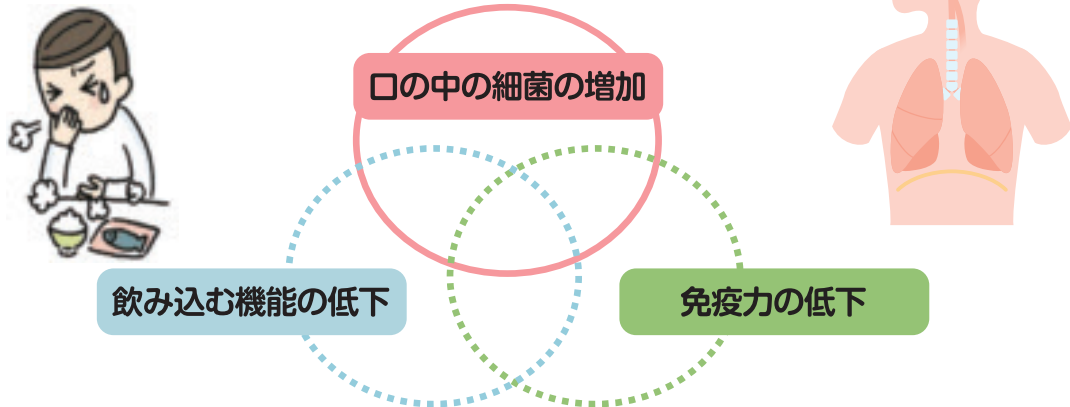 口の中の細菌の増加
飲み込む機能の低下
免疫力の低下